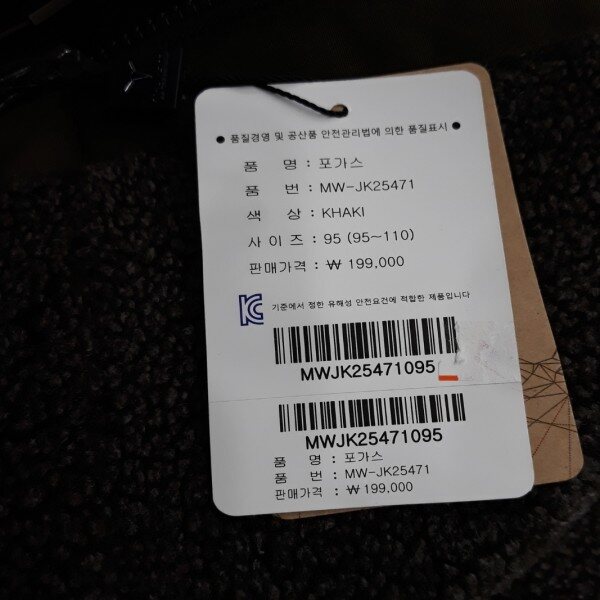 ● 품질경영 및 공산품 안전관리법에 의한 품질표시 ●
품 명 : 포가스
품 번 : MW-JK25471
색 상 : KHAKI
사 이 즈 : 95 (95~110)
판매가격 : ₩ 199,000
KC 기준에서 정한 유해성 안전요건에 적합한 제품입니다
MWJK25471095
MWJK25471095
품 명 : 포가스
품 번 : MW-JK25471
판매가격 : ₩ 199,000